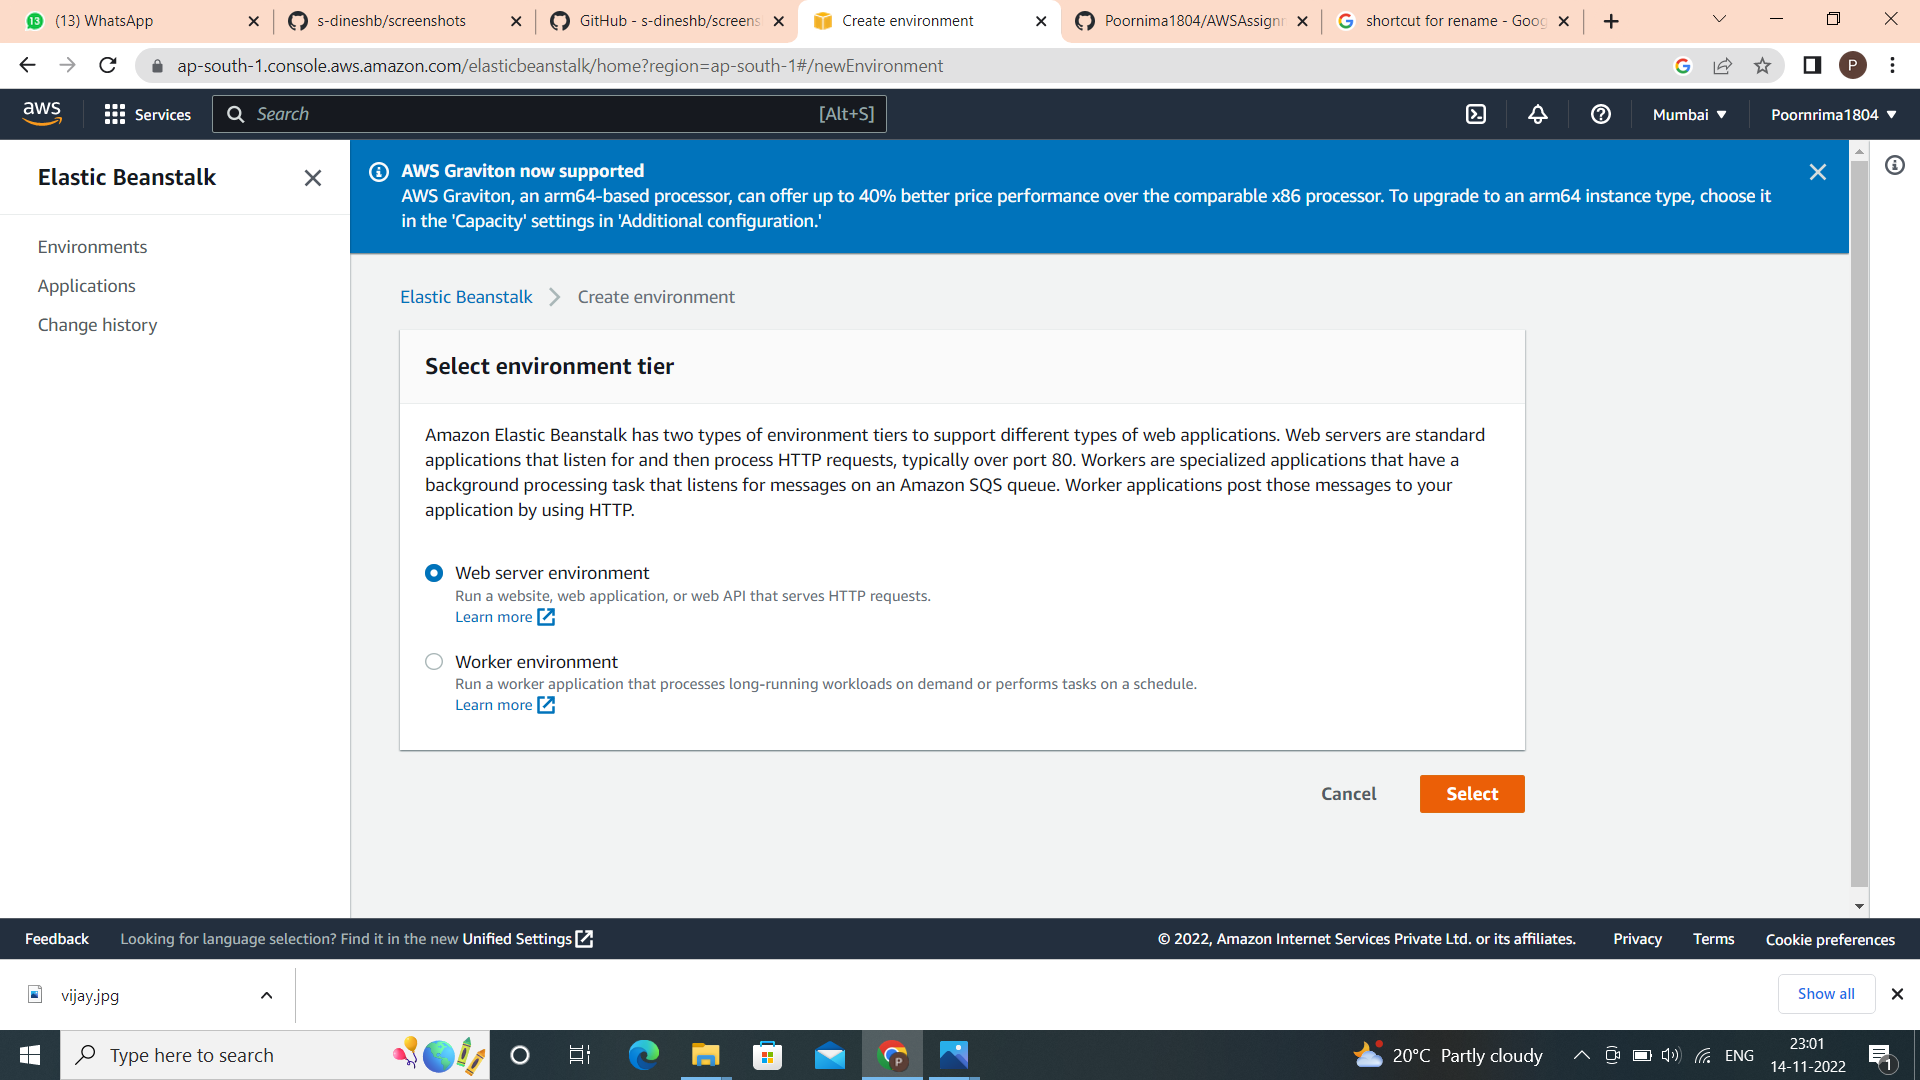 13
(13) WhatsApp
s-dineshb/screenshots
GitHub - s-dineshb/screens
Create environment
Poornima1804/AWSAssignr
shortcut for rename - Goog
ap-south-1.console.aws.amazon.com/elasticbeanstalk/home?region=ap-south-1#/newEnvironment
P
aws
Services
Search
[Alt+S]
Mumbai
Poornrima1804
Elastic Beanstalk
Environments
Applications
Change history
AWS Graviton now supported
AWS Graviton, an arm64-based processor, can offer up to 40% better price performance over the comparable x86 processor. To upgrade to an arm64 instance type, choose it
in the 'Capacity' settings in 'Additional configuration.'
Elastic Beanstalk
Create environment
Select environment tier
Amazon Elastic Beanstalk has two types of environment tiers to support different types of web applications. Web servers are standard
applications that listen for and then process HTTP requests, typically over port 80. Workers are specialized applications that have a
background processing task that listens for messages on an Amazon SQS queue. Worker applications post those messages to your
application by using HTTP.
Web server environment
Run a website, web application, or web API that serves HTTP requests.
Learn more
Worker environment
Run a worker application that processes long-running workloads on demand or performs tasks on a schedule.
Learn more
Cancel
Select
Feedback
Looking for language selection? Find it in the new Unified Settings
© 2022, Amazon Internet Services Private Ltd. or its affiliates.
Privacy
Terms
Cookie preferences
vijay.jpg
Show all
Type here to search
P
20°C Partly cloudy
ENG
23:01
14-11-2022
1